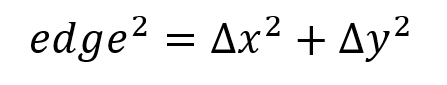 edge² = Δx² + Δy²